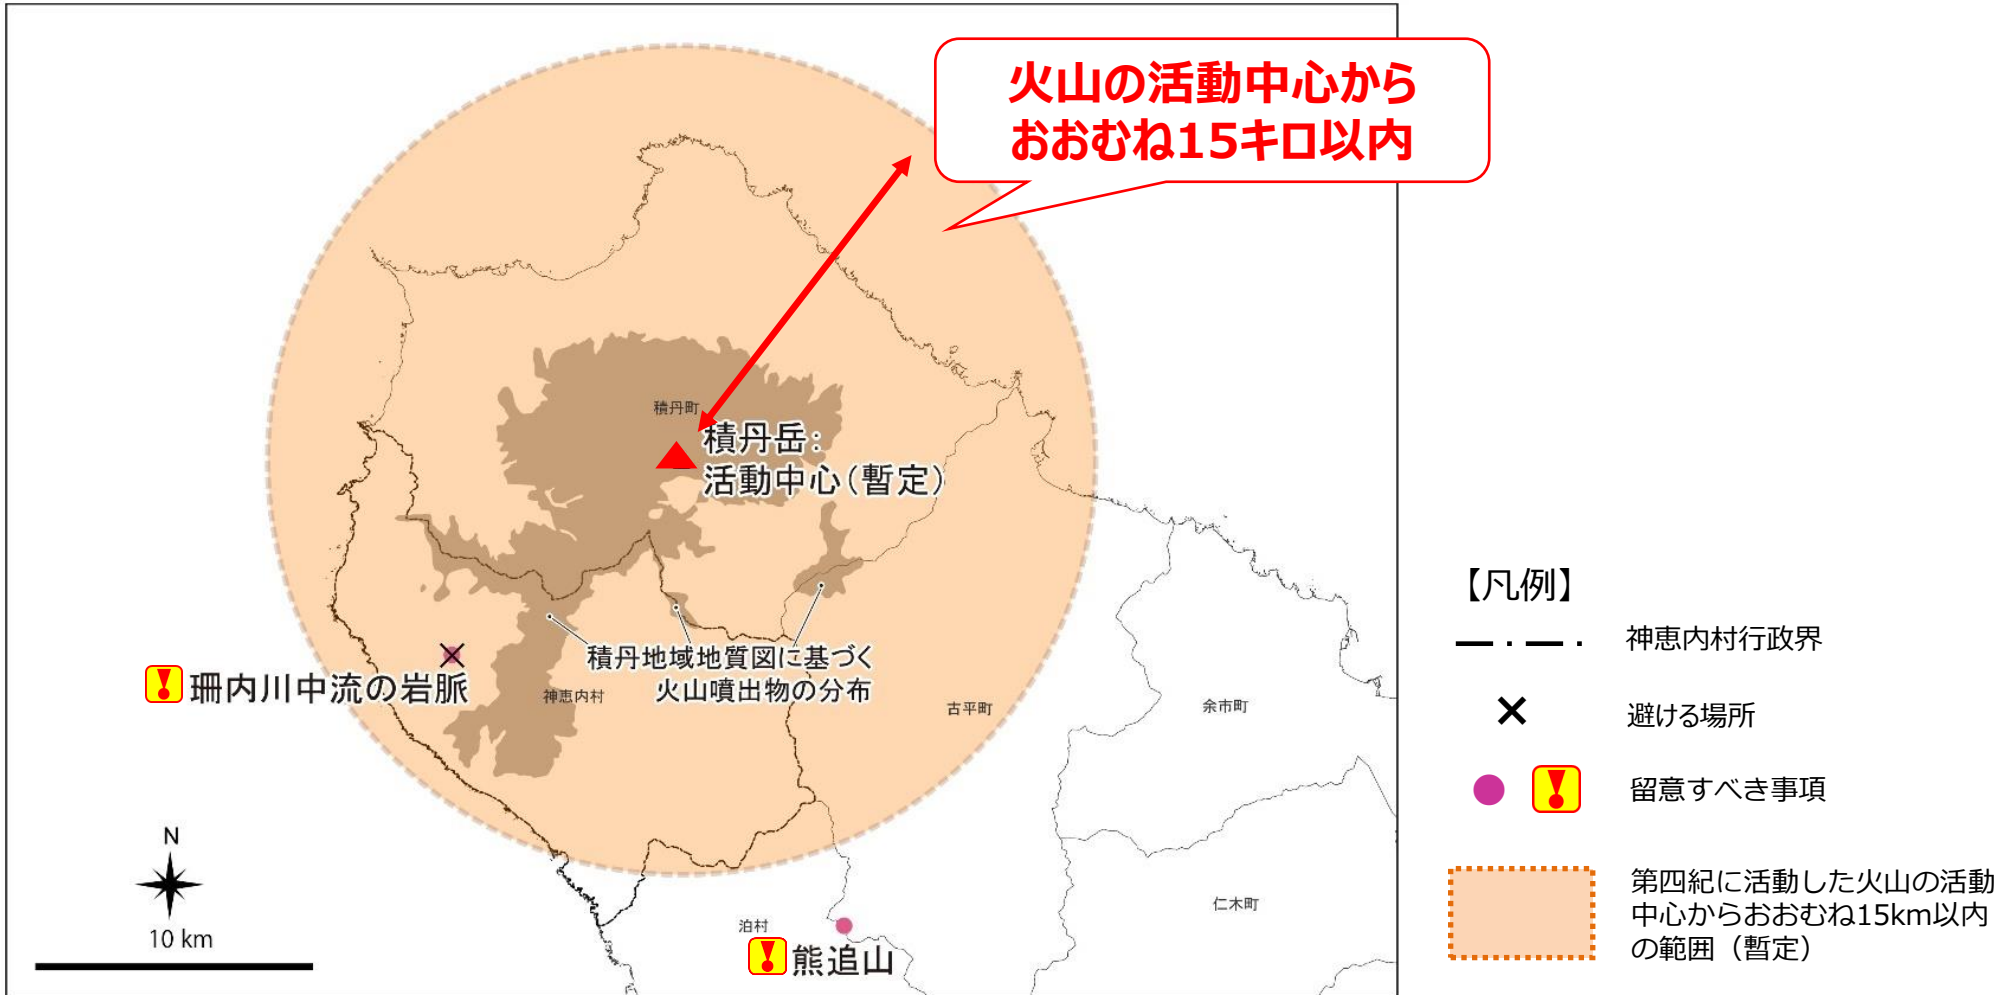 火山の活動中心から
おおむね15キロ以内
積丹町
積丹岳：
活動中心（暫定）
積丹地域地質図に基づく
火山噴出物の分布
珊内川中流の岩脈
神恵内村
古平町
余市町
仁木町
泊村
熊追山
N
10 km
【凡例】
神恵内村行政界
避ける場所
留意すべき事項
第四紀に活動した火山の活動
中心からおおむね15km以内
の範囲（暫定）